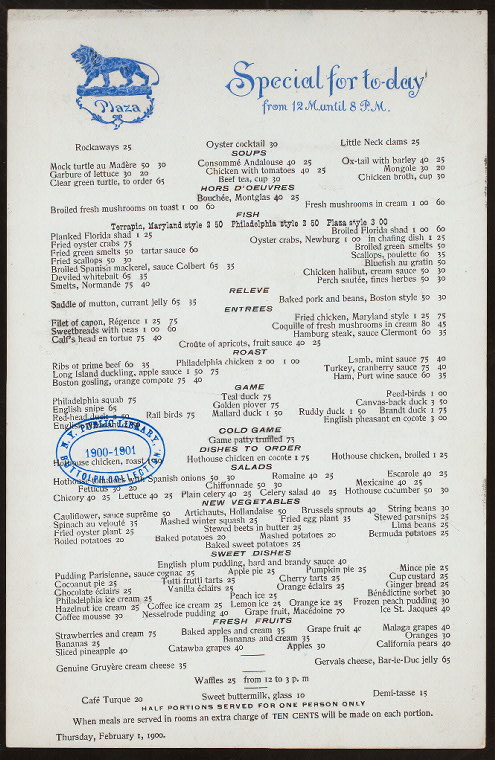 Plaza
Special for to-day
from 12 M until 8 P.M.
Rockaways 25 Oyster cocktail 30 Little Neck clams 25
SOUPS
Mock turtle au Madère 50 30 Consommé Andalouse 40 25 Ox-tail with barley 40 25
Garbure of lettuce 30 20 Chicken with tomatoes 40 25 Mongole 30 20
Clear green turtle, to order 65 Beef tea, cup 30 Chicken broth, cup 30
HORS D'OEUVRES
Bouchée, Montglas 40 25
Broiled fresh mushrooms on toast 1 00 60 Fresh mushrooms in cream 1 00 60
FISH
Terrapin, Maryland style 2 50 Philadelphia style 2 50 Plaza style 3 00
Planked Florida shad 1 25 Broiled Florida shad 1 00 60
Fried oyster crabs 75 Oyster crabs, Newburg 1 00 in chafing dish 1 25
Fried green smelts 50 tartar sauce 60 Broiled green smelts 50
Fried scallops 50 30 Scallops, poulette 60 35
Broiled Spanish mackerel, sauce Colbert 65 35 Bluefish au gratin 50
Deviled whitebait 65 35 Chicken halibut, cream sauce 50 30
Smelts, Normande 75 40 Perch sautée, fines herbes 50 30
RELEVE
Saddle of mutton, currant jelly 65 35 Baked pork and beans, Boston style 50 30
ENTREES
Filet of capon, Régence 1 25 75 Fried chicken, Maryland style 1 25 75
Sweetbreads with peas 1 00 60 Coquille of fresh mushrooms in cream 80 45
Calf's head en tortue 75 40 Hamburg steak, sauce Clermont 60 35
Croûte of apricots, fruit sauce 40 25
ROAST
Ribs of prime beef 60 35 Philadelphia chicken 2 00 1 00 Lamb, mint sauce 75 40
Long Island duckling, apple sauce 1 50 75 Turkey, cranberry sauce 75 40
Boston gosling, orange compote 75 40 Ham, Port wine sauce 60 35
GAME
Philadelphia squab 75 Teal duck 75 Reed-birds 1 00
English snipe 65 Golden plover 75 Canvas-back duck 3 50
Red-head duck 2 50 Rail birds 75 Mallard duck 1 50 Ruddy duck 1 50 Brandt duck 1 75
English pheasant en cocote 3 00
COLD GAME
Game patty truffled 75
DISHES TO ORDER
Hothouse chicken, roast 1 Hothouse chicken en cocote 1 75 Hothouse chicken, broiled 1 25
N.Y. PUBLIC LIBRARY.
1900-1901
BUTTOLPH COLLECTION.
SALADS
Hothouse tomatoes with Spanish onions 50 30 Romaine 40 25 Escarole 40 25
Fetticus 30 20 Chiffonnade 50 30 Mexicaine 40 25
Chicory 40 25 Lettuce 40 25 Plain celery 40 25 Celery salad 40 25 Hothouse cucumber 50 30
NEW VEGETABLES
Cauliflower, sauce suprême 50 Artichauts, Hollandaise 50 Brussels sprouts 40 String beans 30
Spinach au velouté 35 Mashed winter squash 25 Fried egg plant 35 Stewed parsnips 25
Fried oyster plant 25 Stewed beets in butter 25 Lima beans 25
Boiled potatoes 20 Baked potatoes 20 Mashed potatoes 20 Bermuda potatoes 25
Baked sweet potatoes 25
SWEET DISHES
English plum pudding, hard and brandy sauce 40
Pudding Parisienne, sauce cognac 25 Apple pie 25 Pumpkin pie 25 Mince pie 25
Cocoanut pie 25 Tutti frutti tarts 25 Cherry tarts 25 Cup custard 25
Chocolate éclairs 25 Vanilla éclairs 25 Orange éclairs 25 Ginger bread 25
Philadelphia ice cream 25 Peach ice 25 Bénédictine sorbet 30
Hazelnut ice cream 25 Coffee ice cream 25 Lemon ice 25 Orange ice 25 Frozen peach pudding 30
Coffee mousse 30 Nesselrode pudding 40 Grape fruit, Macédoine 70 Ice St. Jacques 40
FRESH FRUITS
Strawberries and cream 75 Baked apples and cream 35 Grape fruit 40 Malaga grapes 40
Bananas 25 Bananas and cream 35 Oranges 30
Sliced pineapple 40 Catawba grapes 40 Apples 30 California pears 40
Genuine Gruyère cream cheese 35 Gervais cheese, Bar-le-Duc jelly 65
Waffles 25 from 12 to 3 p. m
Café Turque 20 Sweet buttermilk, glass 10 Demi-tasse 15
HALF PORTIONS SERVED FOR ONE PERSON ONLY
When meals are served in rooms an extra charge of TEN CENTS will be made on each portion.
Thursday, February 1, 1900.